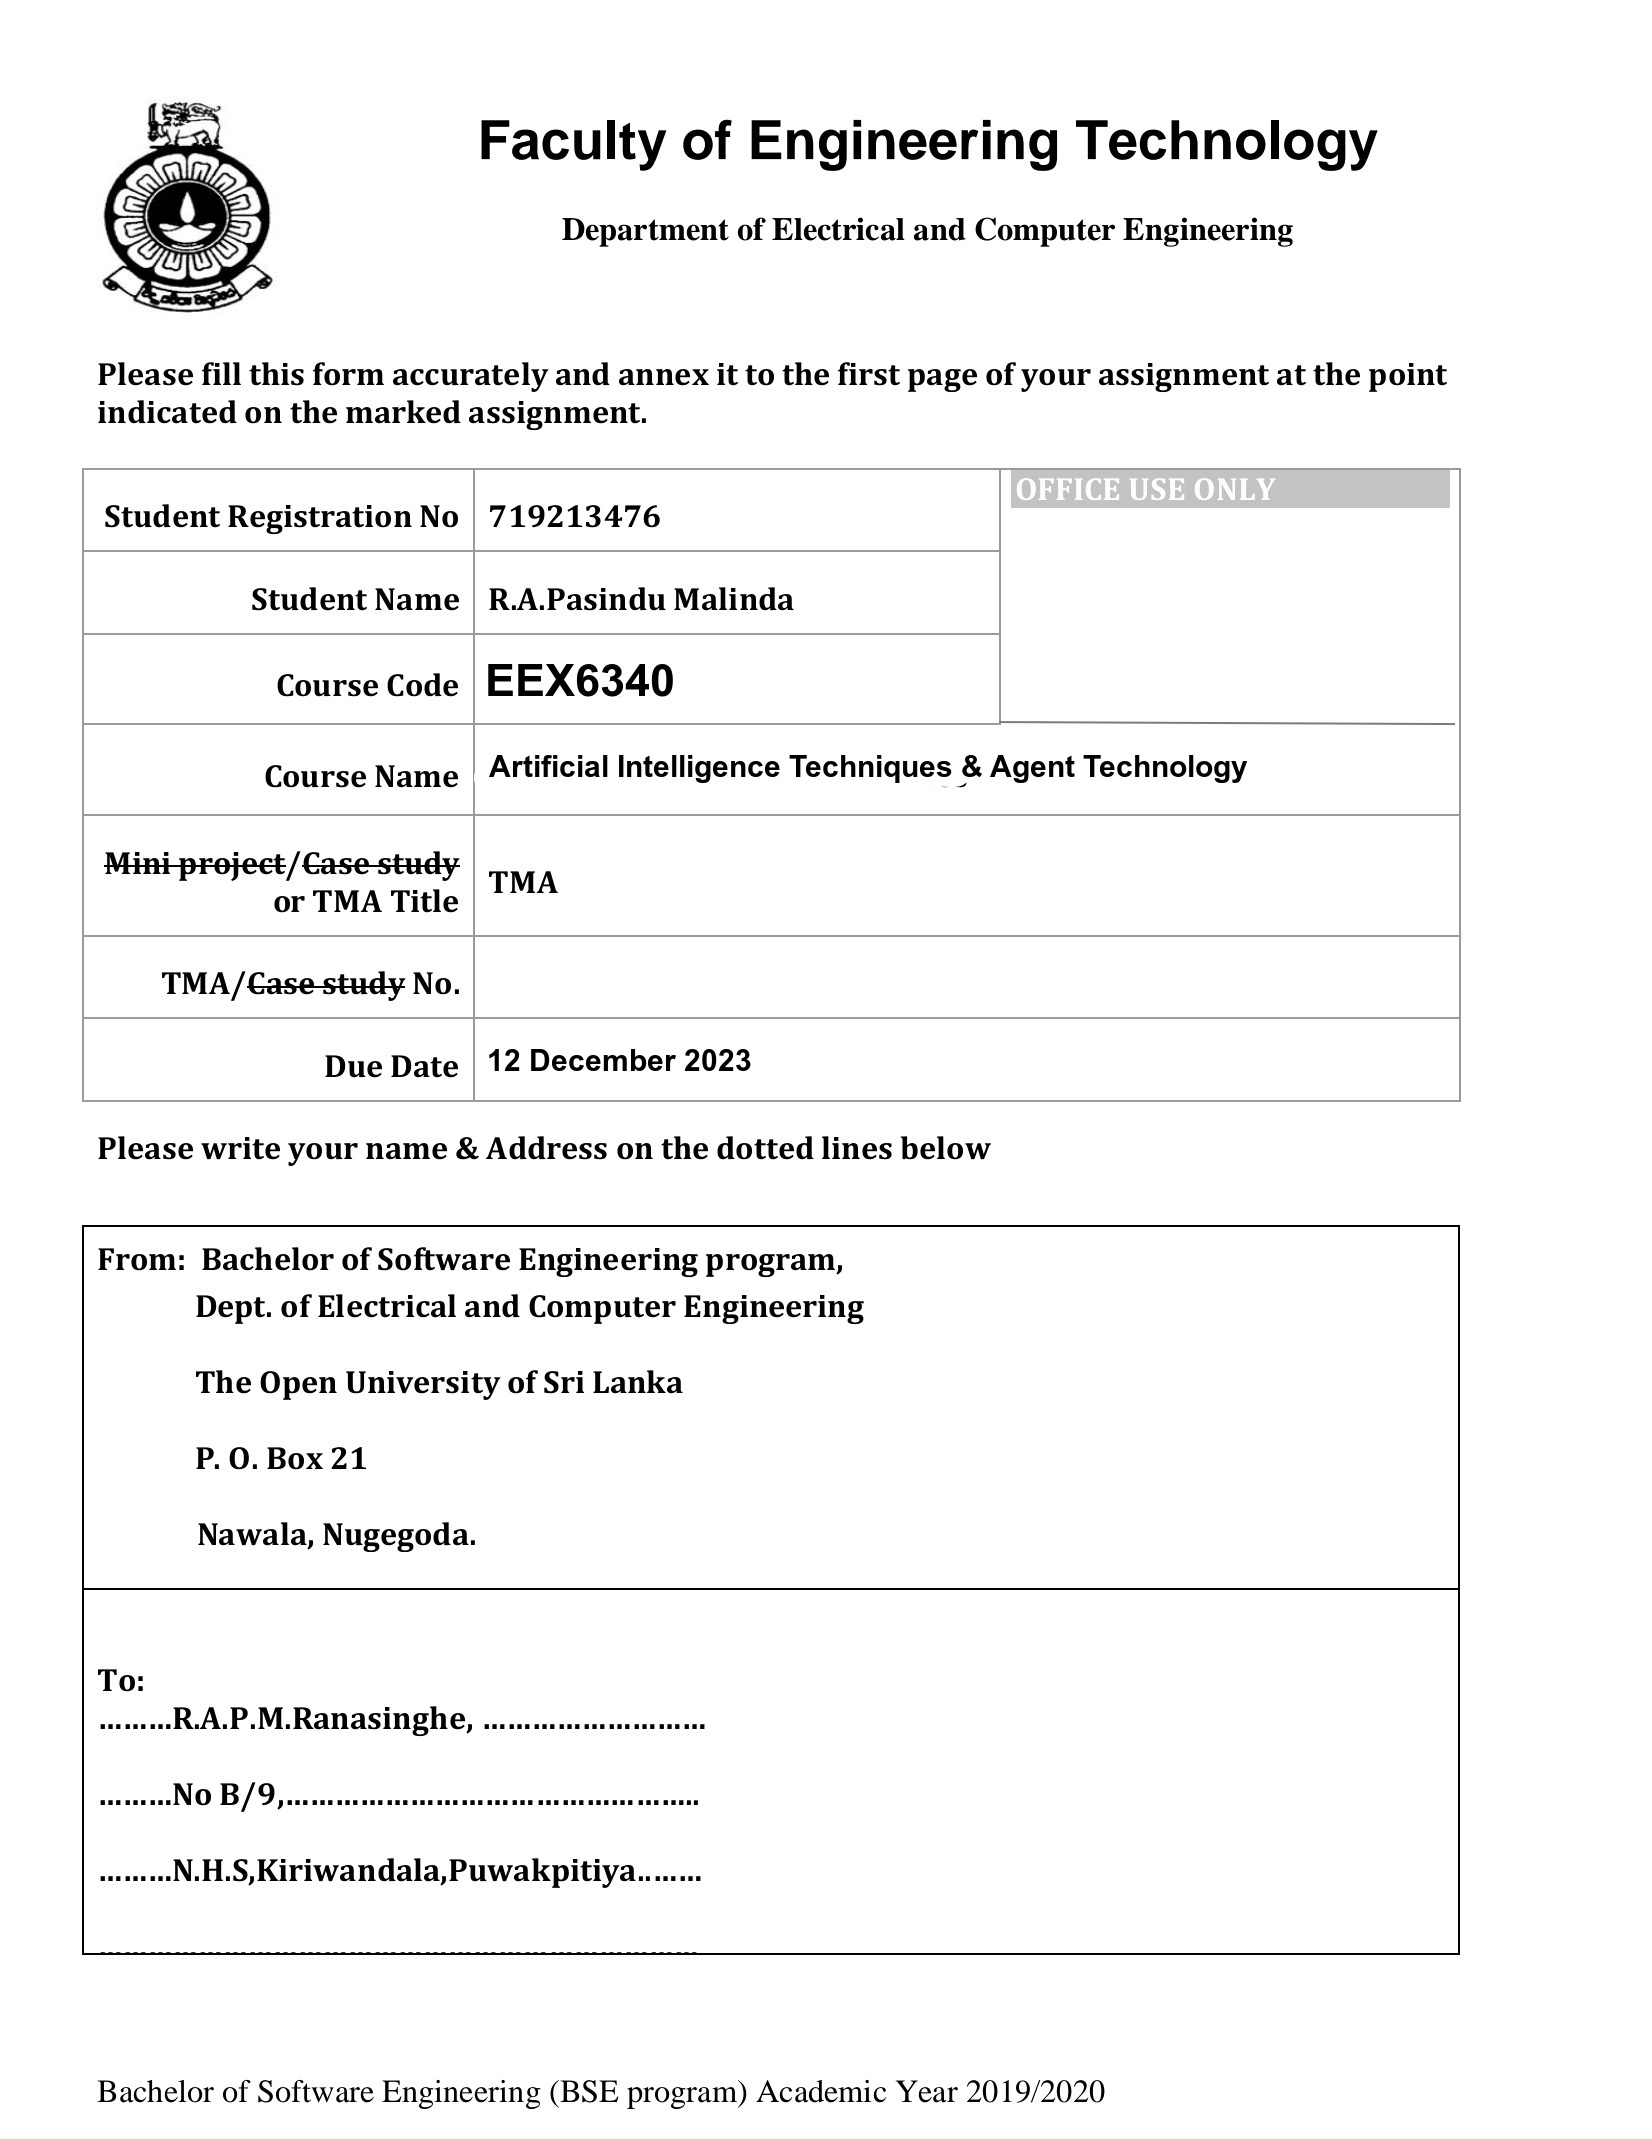 Faculty of Engineering Technology
Department of Electrical and Computer Engineering
Please fill this form accurately and annex it to the first page of your assignment at the point
indicated on the marked assignment.
Student Registration No 719213476
OFFICE USE ONLY
Student Name R.A.Pasindu Malinda
Course Code EEX6340
Course Name Artificial Intelligence Techniques & Agent Technology
Mini project/Case study
or TMA Title
TMA
TMA/Case study No.
Due Date 12 December 2023
Please write your name & Address on the dotted lines below
From: Bachelor of Software Engineering program,
Dept. of Electrical and Computer Engineering
The Open University of Sri Lanka
P. O. Box 21
Nawala, Nugegoda.
To:
………R.A.P.M.Ranasinghe, ………………………
………No B/9,…………………………………………..
………N.H.S,Kiriwandala,Puwakpitiya..……
………………………………………………………………
Bachelor of Software Engineering (BSE program) Academic Year 2019/2020